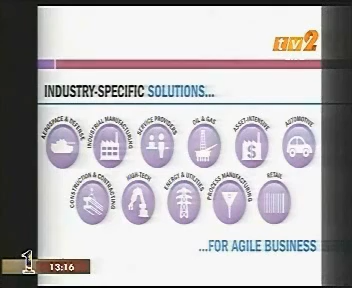 tv2
INDUSTRY-SPECIFIC SOLUTIONS...
AEROSPACE & DEFENSE
INDUSTRIAL MANUFACTURING
SERVICE PROVIDERS
OIL & GAS
ASSET-INTENSIVE
AUTOMOTIVE
CONSTRUCTION & CONTRACTING
HIGH-TECH
ENERGY & UTILITIES
PROCESS MANUFACTURING
RETAIL
...FOR AGILE BUSINESS
1 13:16